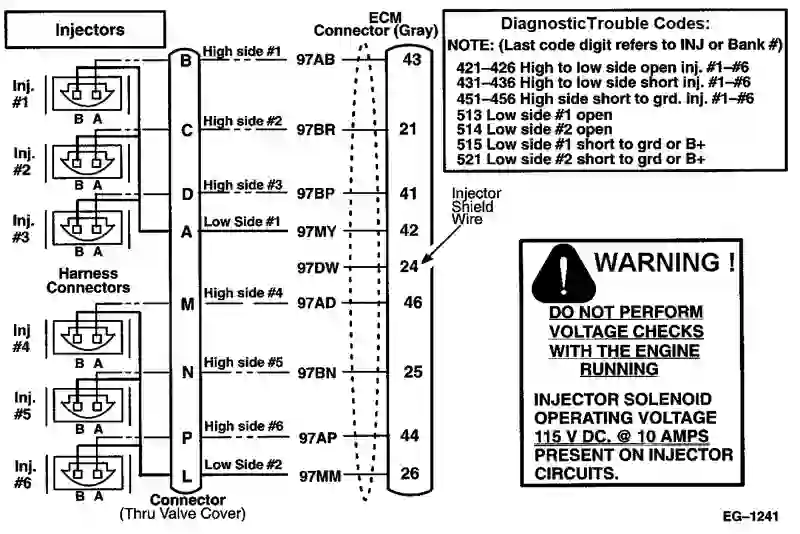 Injectors
ECM
Connector (Gray)
DiagnosticTrouble Codes:
NOTE: (Last code digit refers to INJ or Bank #)
421–426 High to low side open inj. #1–#6
431–436 High to low side short inj. #1–#6
451–456 High side short to grd. inj. #1–#6
513 Low side #1 open
514 Low side #2 open
515 Low side #1 short to grd or B+
521 Low side #2 short to grd or B+
Inj.
#1
B A
B
High side #1
97AB
43
Inj.
#2
B A
C
High side #2
97BR
21
Inj.
#3
B A
D
High side #3
97BP
41
A
Low Side #1
97MY
42
Injector
Shield
Wire
97DW
24
Harness
Connectors
M
High side #4
97AD
46
Inj
#4
B A
N
High side #5
97BN
25
Inj.
#5
B A
P
High side #6
97AP
44
Inj.
#6
B A
L
Low Side #2
97MM
26
Connector
(Thru Valve Cover)
! WARNING !
DO NOT PERFORM
VOLTAGE CHECKS
WITH THE ENGINE
RUNNING
INJECTOR SOLENOID
OPERATING VOLTAGE
115 V DC. @ 10 AMPS
PRESENT ON INJECTOR
CIRCUITS.
EG–1241